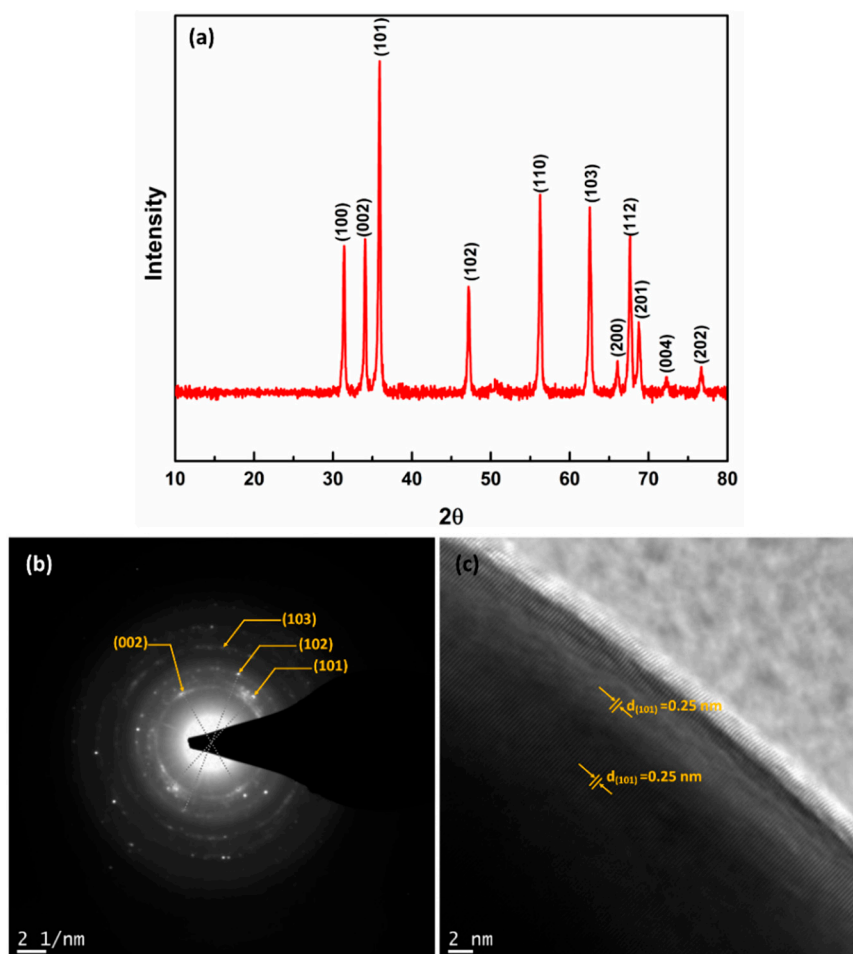 (a)
(101)
(110)
(103)
(112)
(100)
(002)
(102)
(201)
(200)
(004)
(202)
Intensity
10 20 30 40 50 60 70 80
2θ
(b)
(103)
(002)
(102)
(101)
2 1/nm
(c)
d(101) =0.25 nm
d(101) =0.25 nm
2 nm